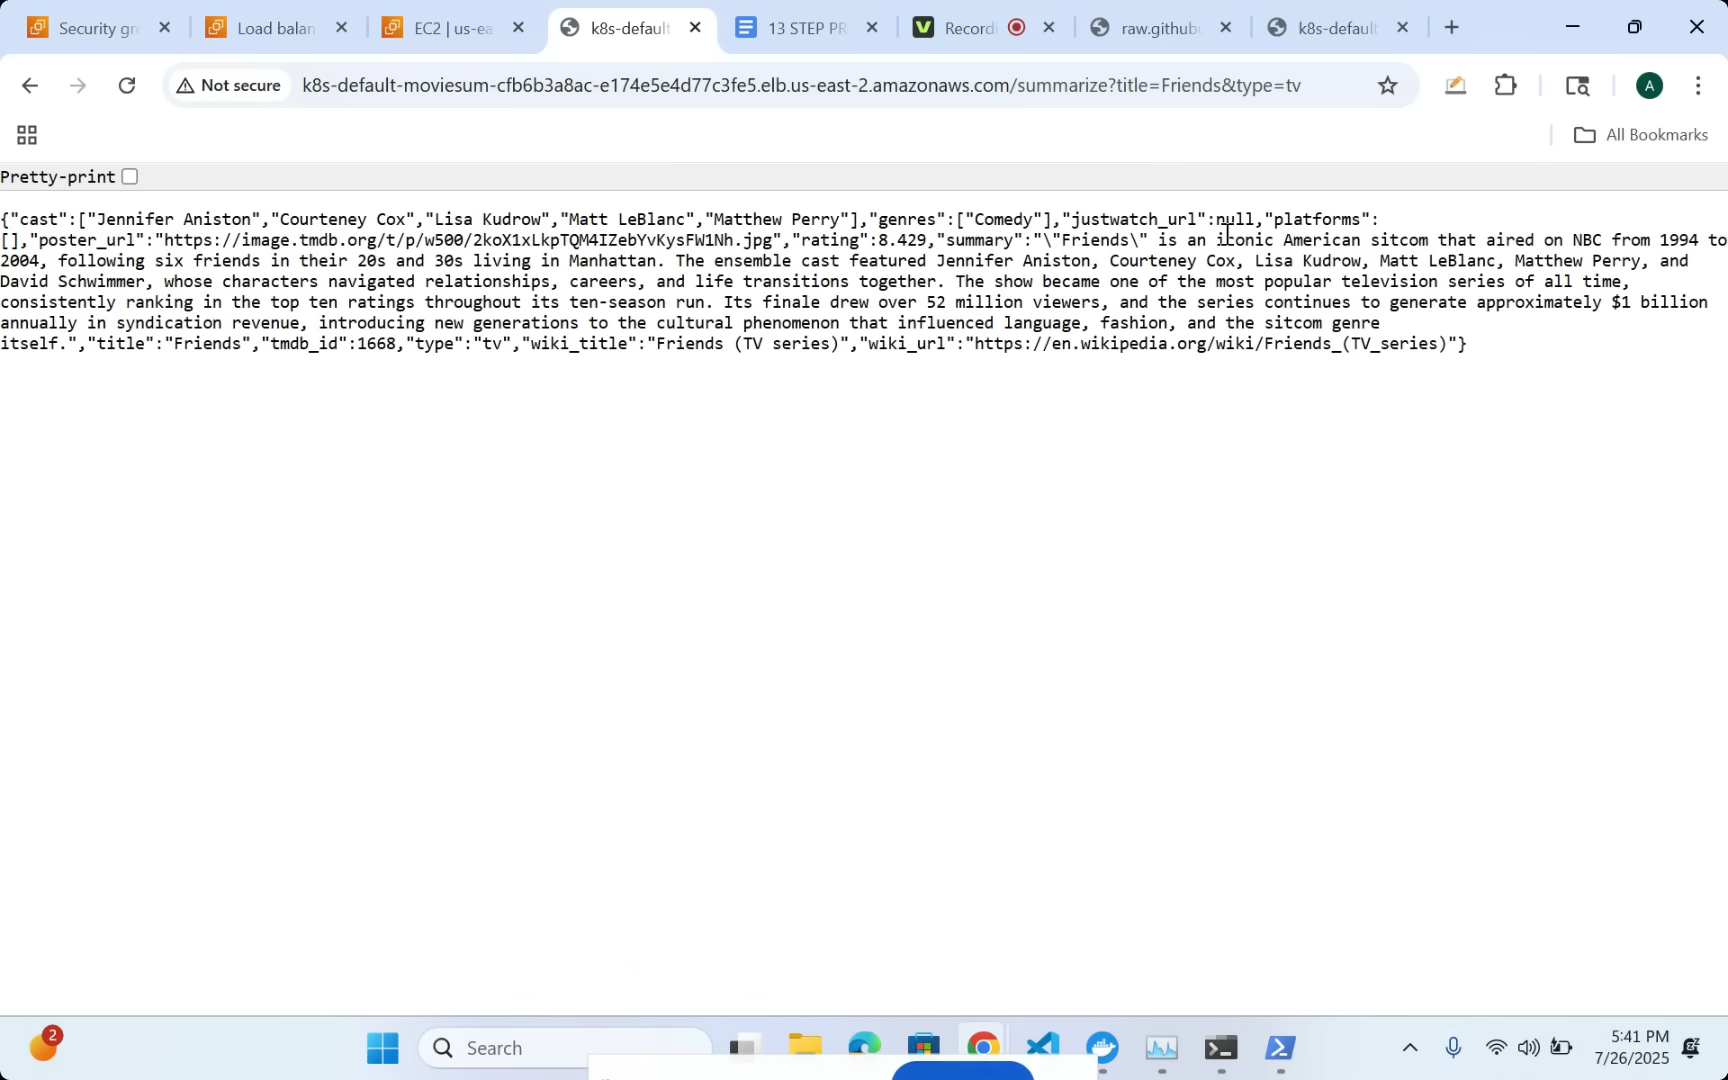 Security gr
Load balan
EC2 | us-ea
k8s-default
13 STEP PR
Recordi
raw.githubu
k8s-default
Not secure
k8s-default-moviesum-cfb6b3a8ac-e174e5e4d77c3fe5.elb.us-east-2.amazonaws.com/summarize?title=Friends&type=tv
A
All Bookmarks
Pretty-print
{"cast":["Jennifer Aniston","Courteney Cox","Lisa Kudrow","Matt LeBlanc","Matthew Perry"],"genres":["Comedy"],"justwatch_url":null,"platforms":
[],"poster_url":"https://image.tmdb.org/t/p/w500/2koX1xLkpTQM4IZebYvKysFW1Nh.jpg","rating":8.429,"summary":"\"Friends\" is an iconic American sitcom that aired on NBC from 1994 to
2004, following six friends in their 20s and 30s living in Manhattan. The ensemble cast featured Jennifer Aniston, Courteney Cox, Lisa Kudrow, Matt LeBlanc, Matthew Perry, and
David Schwimmer, whose characters navigated relationships, careers, and life transitions together. The show became one of the most popular television series of all time,
consistently ranking in the top ten ratings throughout its ten-season run. Its finale drew over 52 million viewers, and the series continues to generate approximately $1 billion
annually in syndication revenue, introducing new generations to the cultural phenomenon that influenced language, fashion, and the sitcom genre
itself.","title":"Friends","tmdb_id":1668,"type":"tv","wiki_title":"Friends (TV series)","wiki_url":"https://en.wikipedia.org/wiki/Friends_(TV_series)"}
2
Search
5:41 PM
7/26/2025